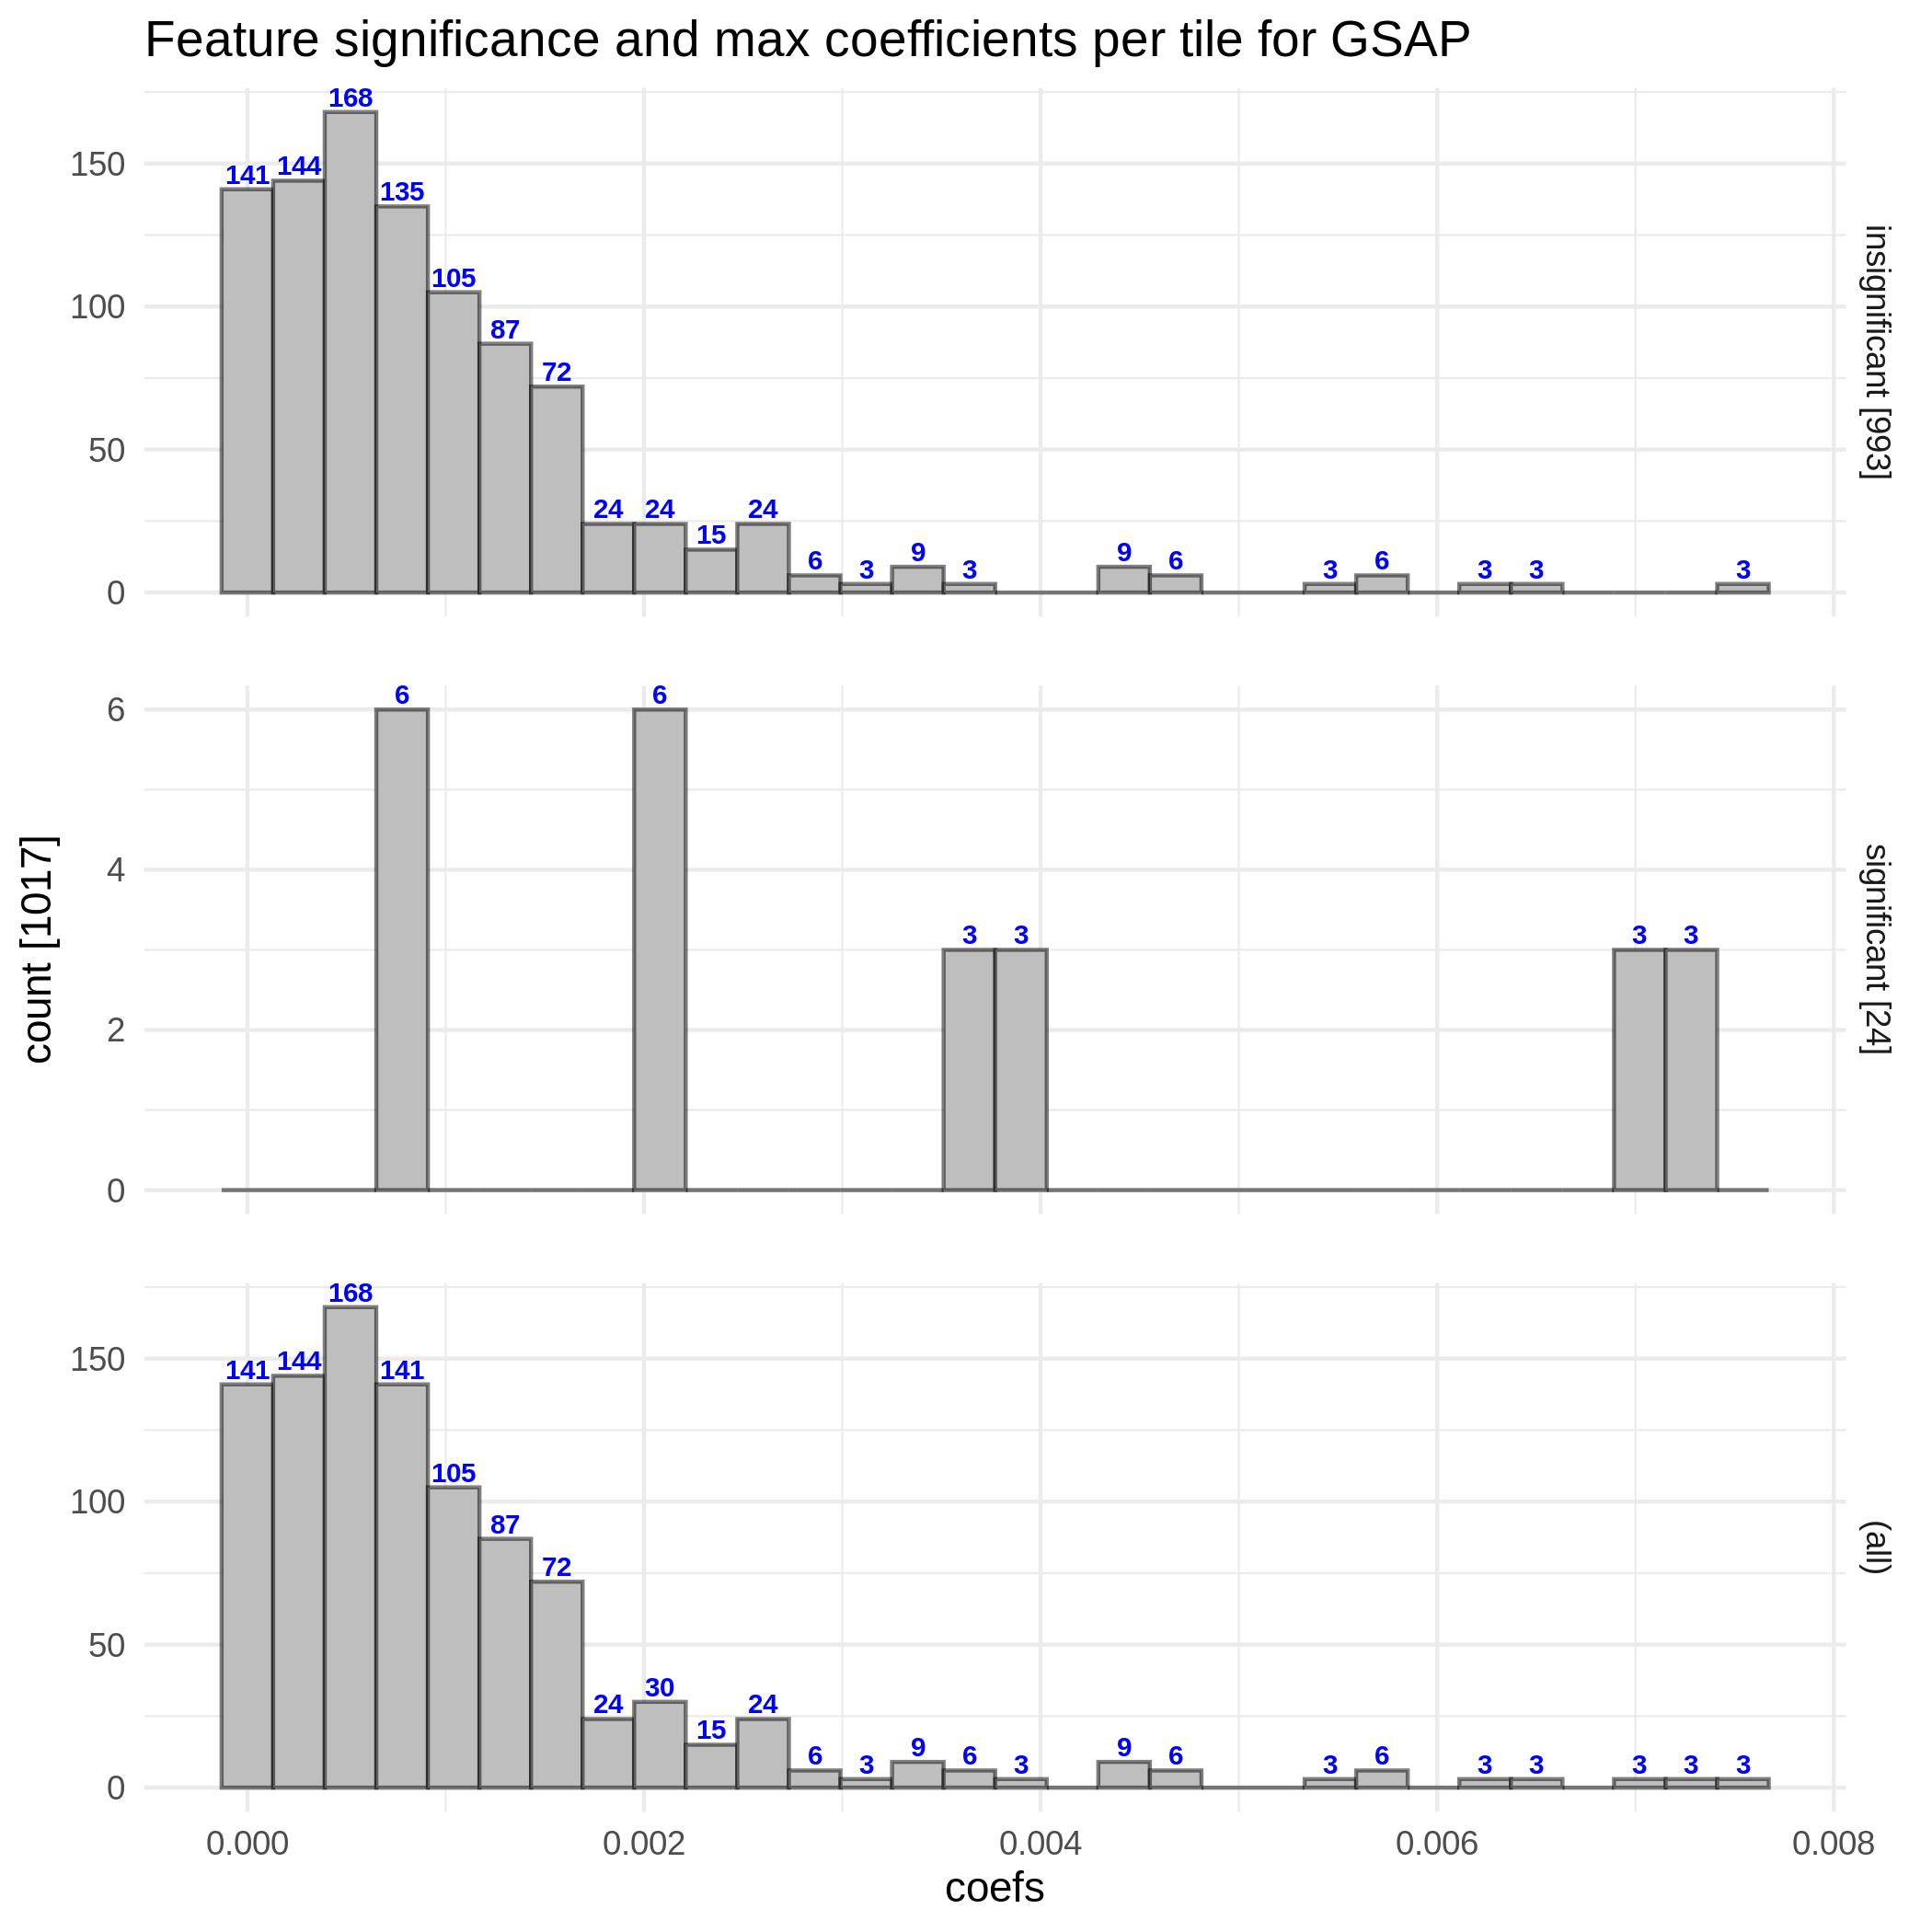 Feature significance and max coefficients per tile for GSAP
168
141 144
135
105
87
72
24 24 15 24 6 3 9 3 9 6 3 6 3 3 3
150
100
50
0
insignificant [993]
6 6 3 3 3 3
6
4
2
0
significant [24]
count [1017]
168
141 144 141
105
87
72
24 30 15 24 6 3 9 6 3 9 6 3 6 3 3 3 3 3
150
100
50
0
(all)
0.000 0.002 0.004 0.006 0.008
coefs